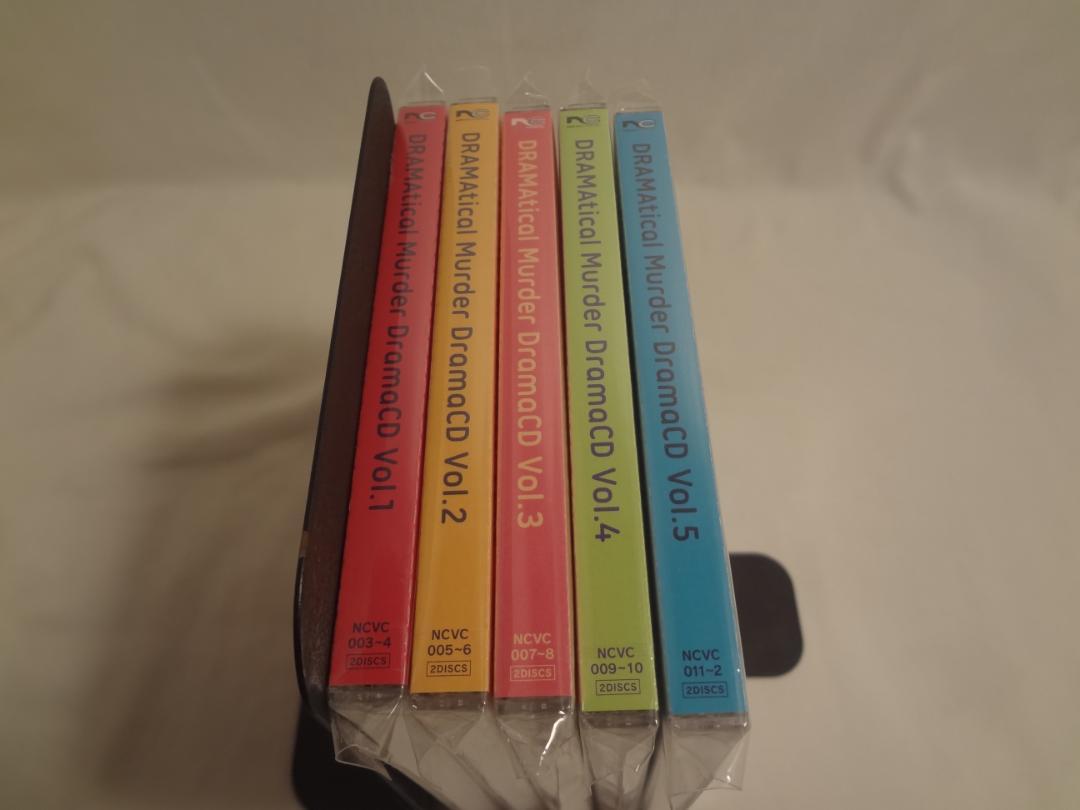 DRAMAtical Murder DramaCD Vol.1
NCVC
003~4
2DISCS
DRAMAtical Murder DramaCD Vol.2
NCVC
005~6
2DISCS
DRAMAtical Murder DramaCD Vol.3
NCVC
007~8
2DISCS
DRAMAtical Murder DramaCD Vol.4
NCVC
009~10
2DISCS
DRAMAtical Murder DramaCD Vol.5
NCVC
011~2
2DISCS